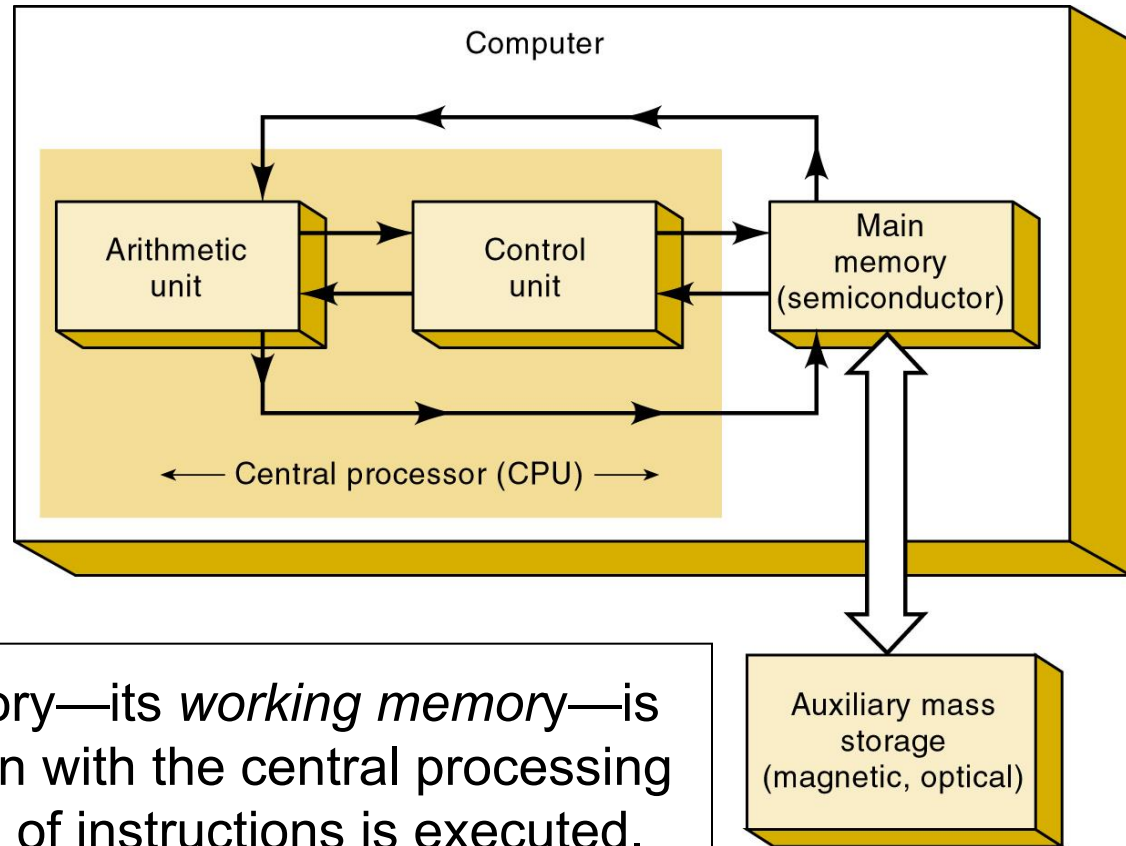 Computer
Arithmetic
unit
Control
unit
Main
memory
(semiconductor)
Central processor (CPU)
ory—its working memory—is
n with the central processing
of instructions is executed.
Auxiliary mass
storage
(magnetic, optical)